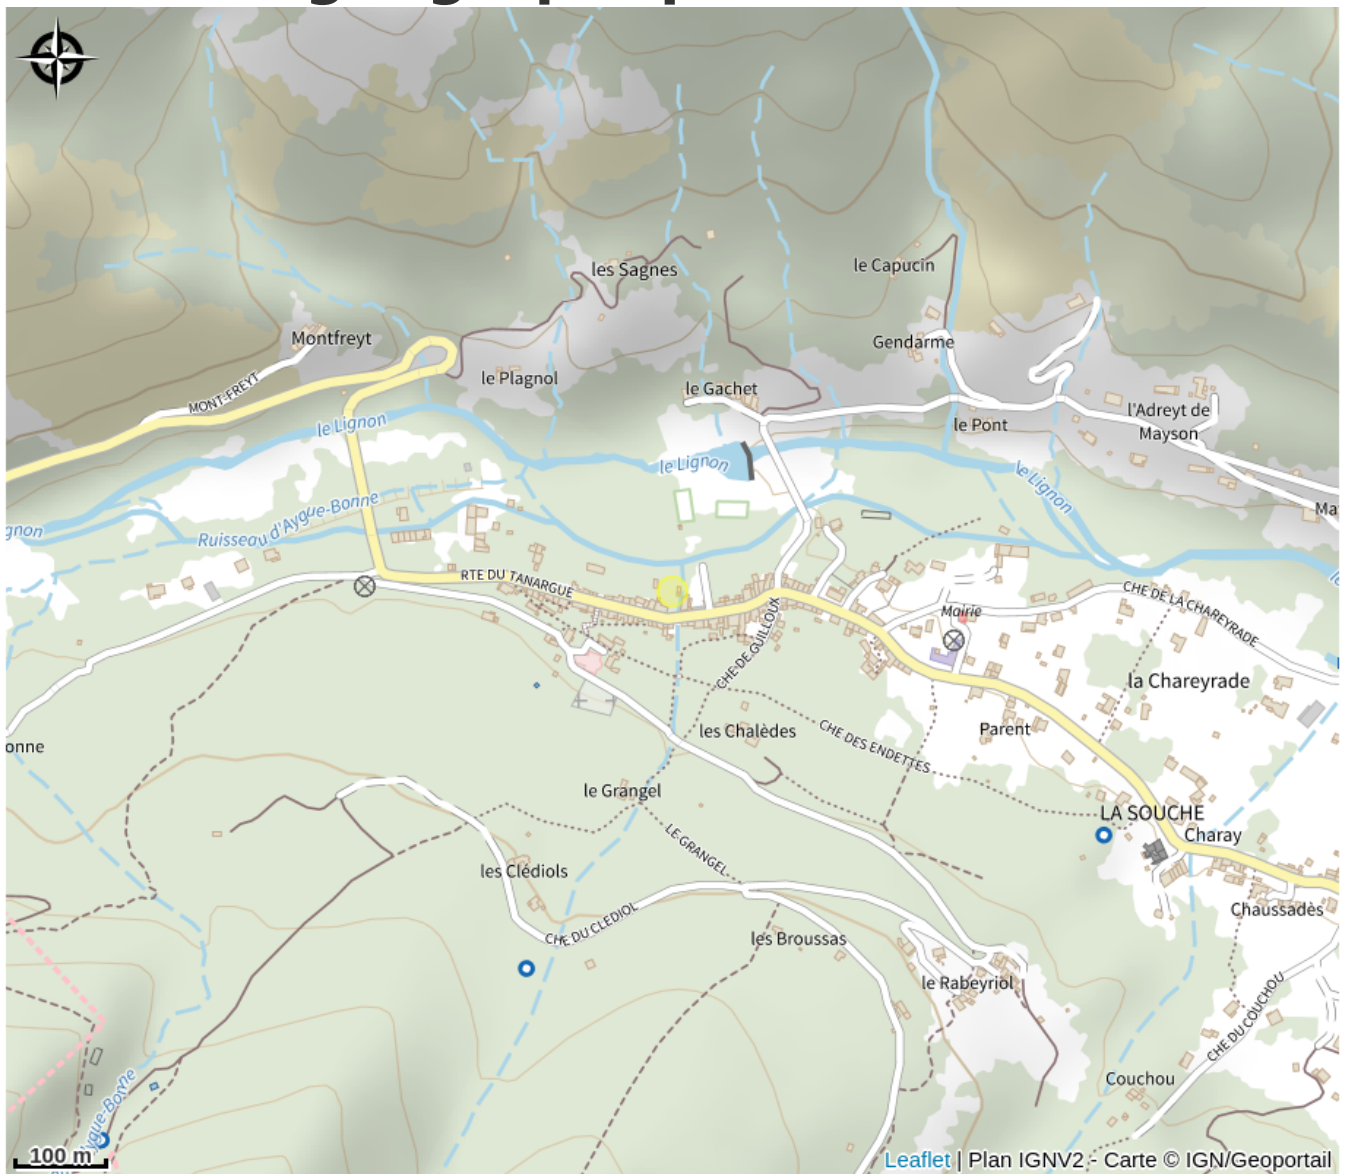 les Sagnes
le Capucin
Montfreyt
Gendarme
le Plagnol
MONT-FREYT
le Gachet
l'Adreyt de
Mayson
le Lignon
le Pont
le Lignon
le Lignon
Ruisseau d'Aygue-Bonne
gnon
Ma
RTE DU TANARGUE
CHE DE LA CHAREYRADE
Mairie
CHE DE GUILLOUX
la Chareyrade
les Chalèdes
CHE DES ENDETTES
Parent
onne
le Grangel
LA SOUCHE
Charay
LE GRANGEL
les Clédiols
Chaussadès
CHE DU CLEDIOL
les Broussas
le Rabeyriol
CHE DU COUCHOU
Couchou
Aygue-Bonne
100 m
Leaflet | Plan IGNV2 - Carte © IGN/Geoportail